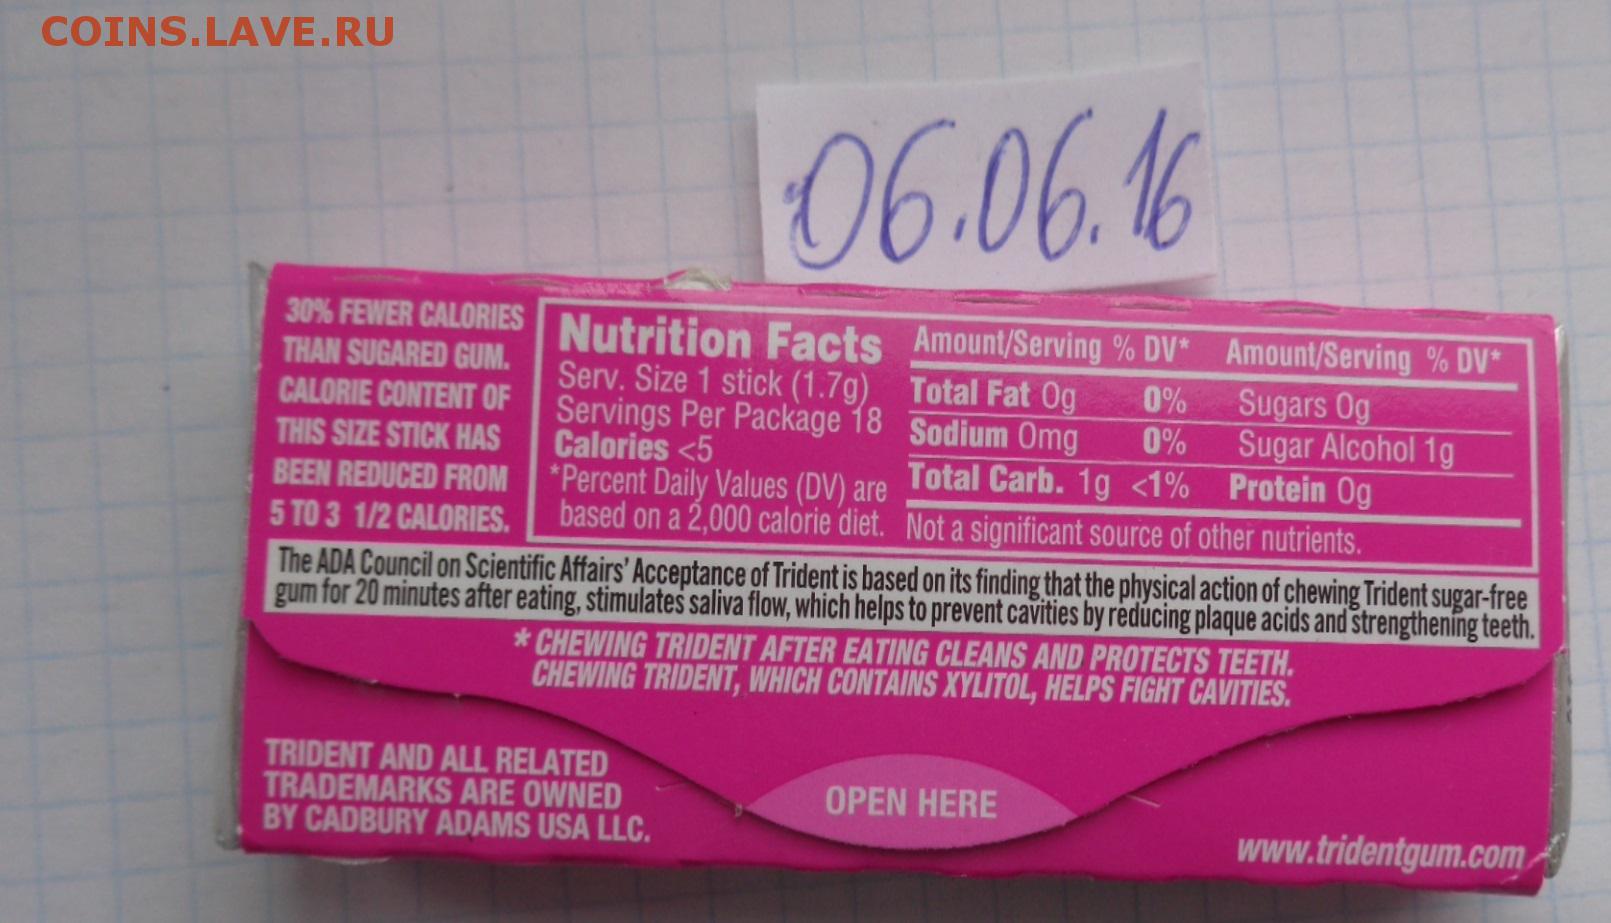 COINS.LAVE.RU
06.06.16
30% FEWER CALORIES
THAN SUGARED GUM.
CALORIE CONTENT OF
THIS SIZE STICK HAS
BEEN REDUCED FROM
5 TO 3 1/2 CALORIES.
Nutrition Facts
Serv. Size 1 stick (1.7g)
Servings Per Package 18
Calories <5
*Percent Daily Values (DV) are
based on a 2,000 calorie diet.
Amount/Serving % DV* Amount/Serving % DV*
Total Fat 0g 0% Sugars 0g
Sodium 0mg 0% Sugar Alcohol 1g
Total Carb. 1g <1% Protein 0g
Not a significant source of other nutrients.
The ADA Council on Scientific Affairs' Acceptance of Trident is based on its finding that the physical action of chewing Trident sugar-free
gum for 20 minutes after eating, stimulates saliva flow, which helps to prevent cavities by reducing plaque acids and strengthening teeth.
* CHEWING TRIDENT AFTER EATING CLEANS AND PROTECTS TEETH.
CHEWING TRIDENT, WHICH CONTAINS XYLITOL, HELPS FIGHT CAVITIES.
TRIDENT AND ALL RELATED
TRADEMARKS ARE OWNED
BY CADBURY ADAMS USA LLC.
OPEN HERE
www.tridentgum.com